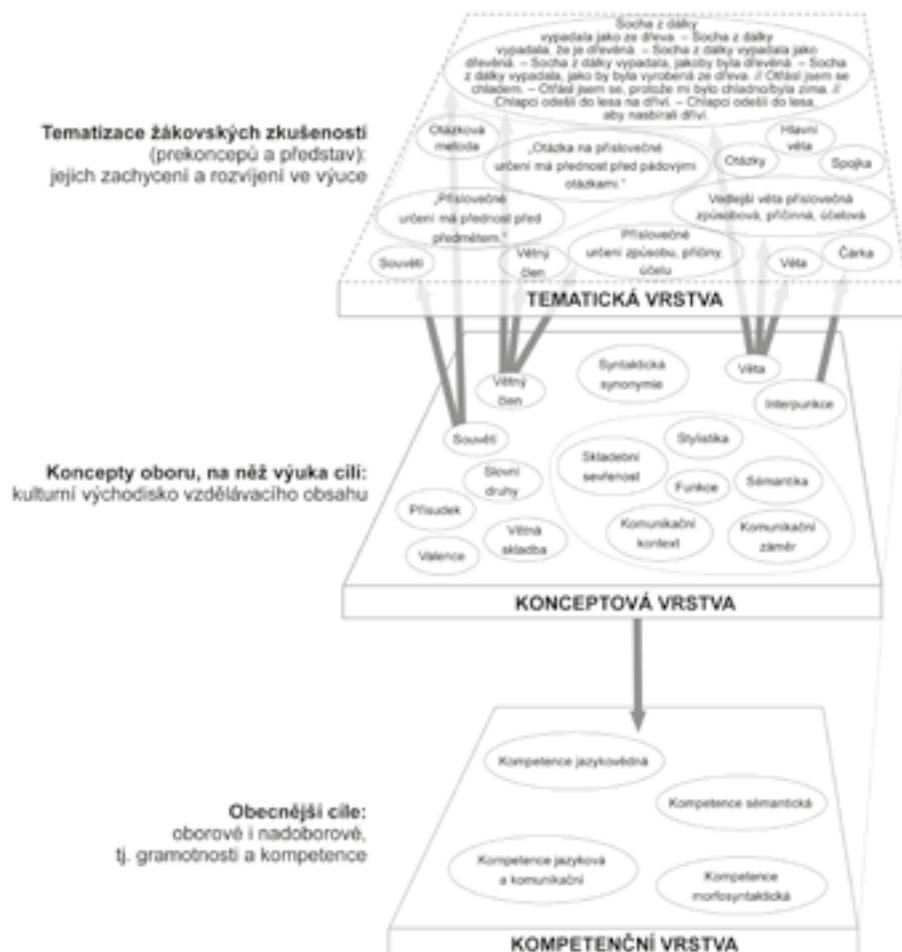 Socha z dálky
vypadala jako ze dřeva. – Socha z dálky
vypadala, že je dřevěná. – Socha z dálky vypadala jako
dřevěná. – Socha z dálky vypadala, jakoby byla dřevěná. – Socha
z dálky vypadala, jako by byla vyrobená ze dřeva. // Otřásl jsem se
chladem. – Otřásl jsem se, protože mi bylo chladno/byla zima. //
Chlapci odešli do lesa na dříví. – Chlapci odešli do lesa,
aby nasbírali dříví.
Tematizace žákovských zkušeností
(prekonceptů a představ):
jejich zachycení a rozvíjení ve výuce
Otázková
metoda
„Otázka na příslovečné
určení má přednost před pádovými
otázkami."
Otázky
Hlavní
věta
Spojka
„Příslovečné
určení má přednost před
předmětem."
Vedlejší věta příslovečná
způsobová, příčinná, účelová
Souvětí
Větný
člen
Příslovečné
určení způsobu, příčiny,
účelu
Věta
Čárka
TEMATICKÁ VRSTVA
Větný
člen
Syntaktická
synonymie
Věta
Interpunkce
Souvětí
Stylistika
Koncepty oboru, na něž výuka cílí:
kulturní východisko vzdělávacího obsahu
Slovní
druhy
Skladební
sevřenost
Funkce
Sémantika
Přísudek
Valence
Větná
skladba
Komunikační
kontext
Komunikační
záměr
KONCEPTOVÁ VRSTVA
Kompetence jazykovědná
Kompetence sémantická
Obecnější cíle:
oborové i nadoborové,
tj. gramotnosti a kompetence
Kompetence jazyková
a komunikační
Kompetence
morfosyntaktická
KOMPETENČNÍ VRSTVA